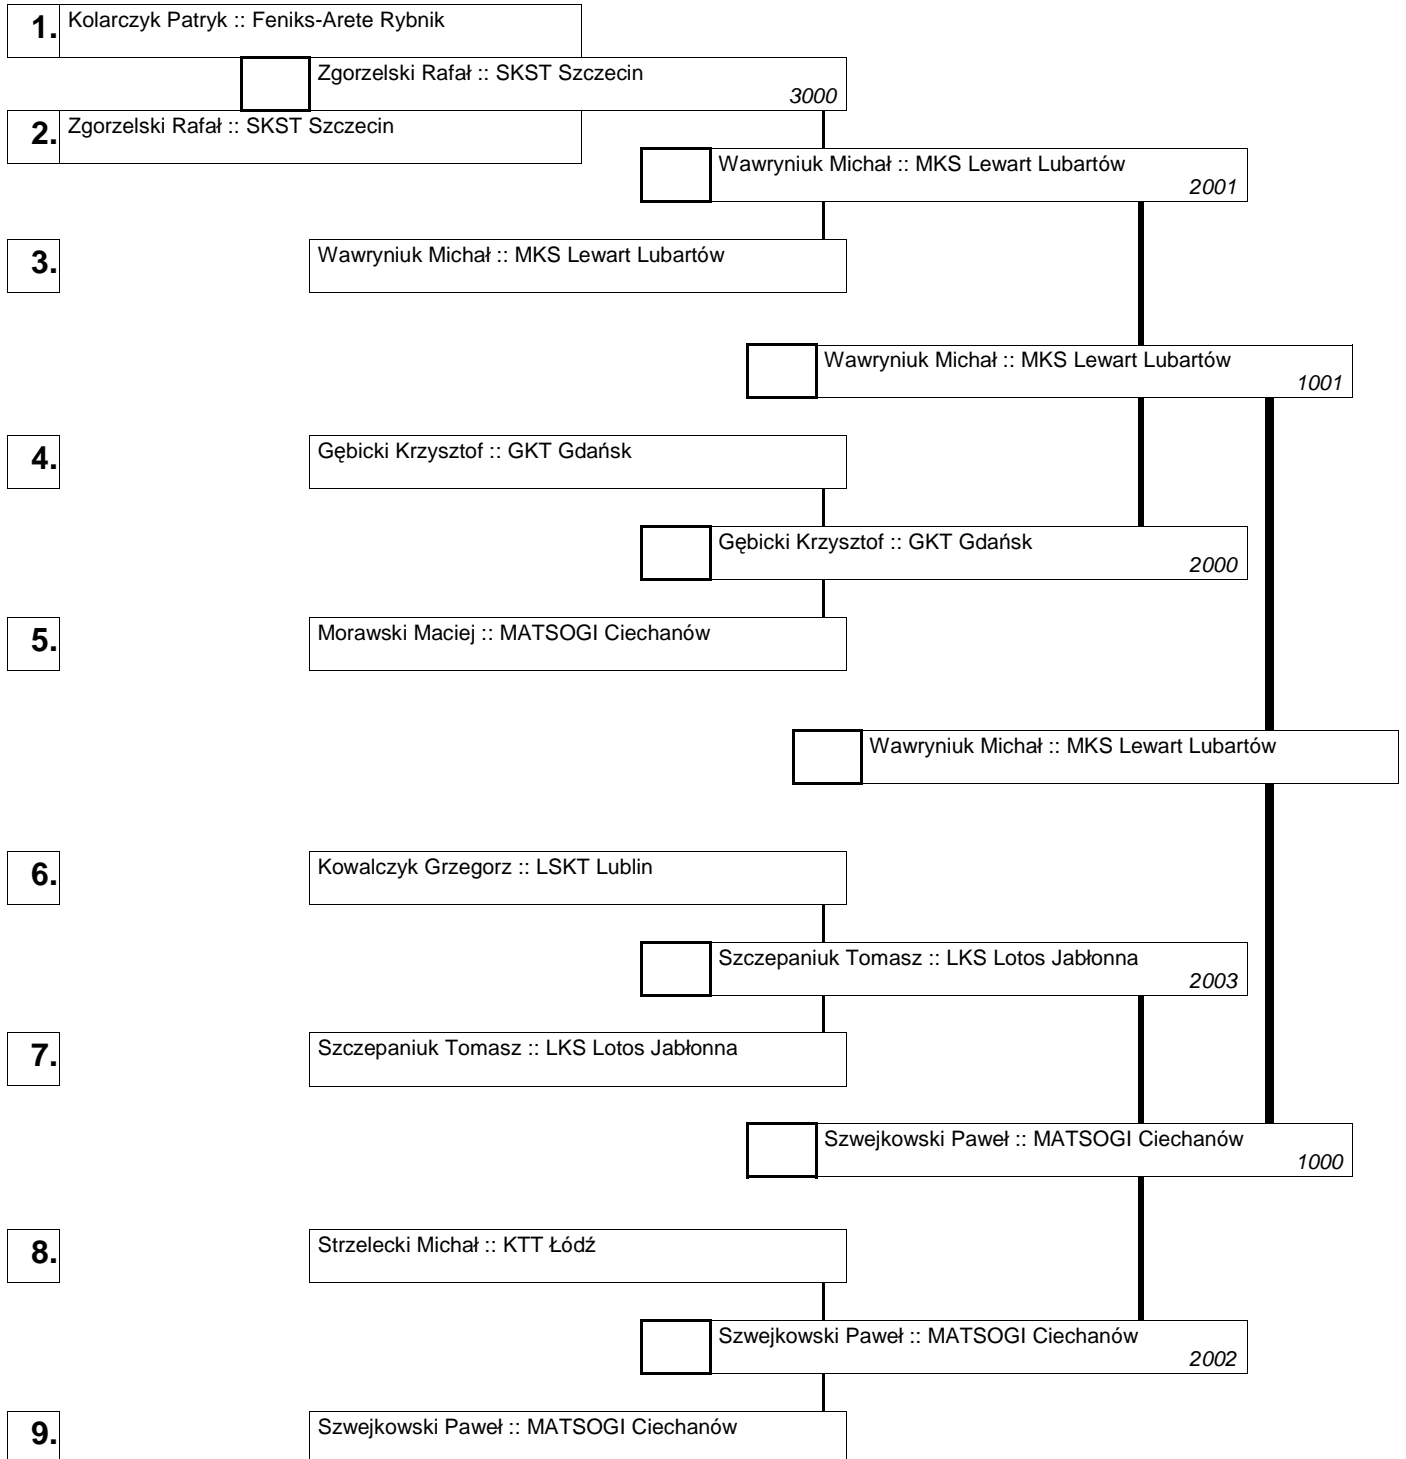 1. Kolarczyk Patryk :: Feniks-Arete Rybnik
Zgorzelski Rafał :: SKST Szczecin
3000
2. Zgorzelski Rafał :: SKST Szczecin
Wawryniuk Michał :: MKS Lewart Lubartów
2001
3. Wawryniuk Michał :: MKS Lewart Lubartów
Wawryniuk Michał :: MKS Lewart Lubartów
1001
4. Gębicki Krzysztof :: GKT Gdańsk
Gębicki Krzysztof :: GKT Gdańsk
2000
5. Morawski Maciej :: MATSOGI Ciechanów
Wawryniuk Michał :: MKS Lewart Lubartów
6. Kowalczyk Grzegorz :: LSKT Lublin
Szczepaniuk Tomasz :: LKS Lotos Jabłonna
2003
7. Szczepaniuk Tomasz :: LKS Lotos Jabłonna
Szwejkowski Paweł :: MATSOGI Ciechanów
1000
8. Strzelecki Michał :: KTT Łódź
Szwejkowski Paweł :: MATSOGI Ciechanów
2002
9. Szwejkowski Paweł :: MATSOGI Ciechanów